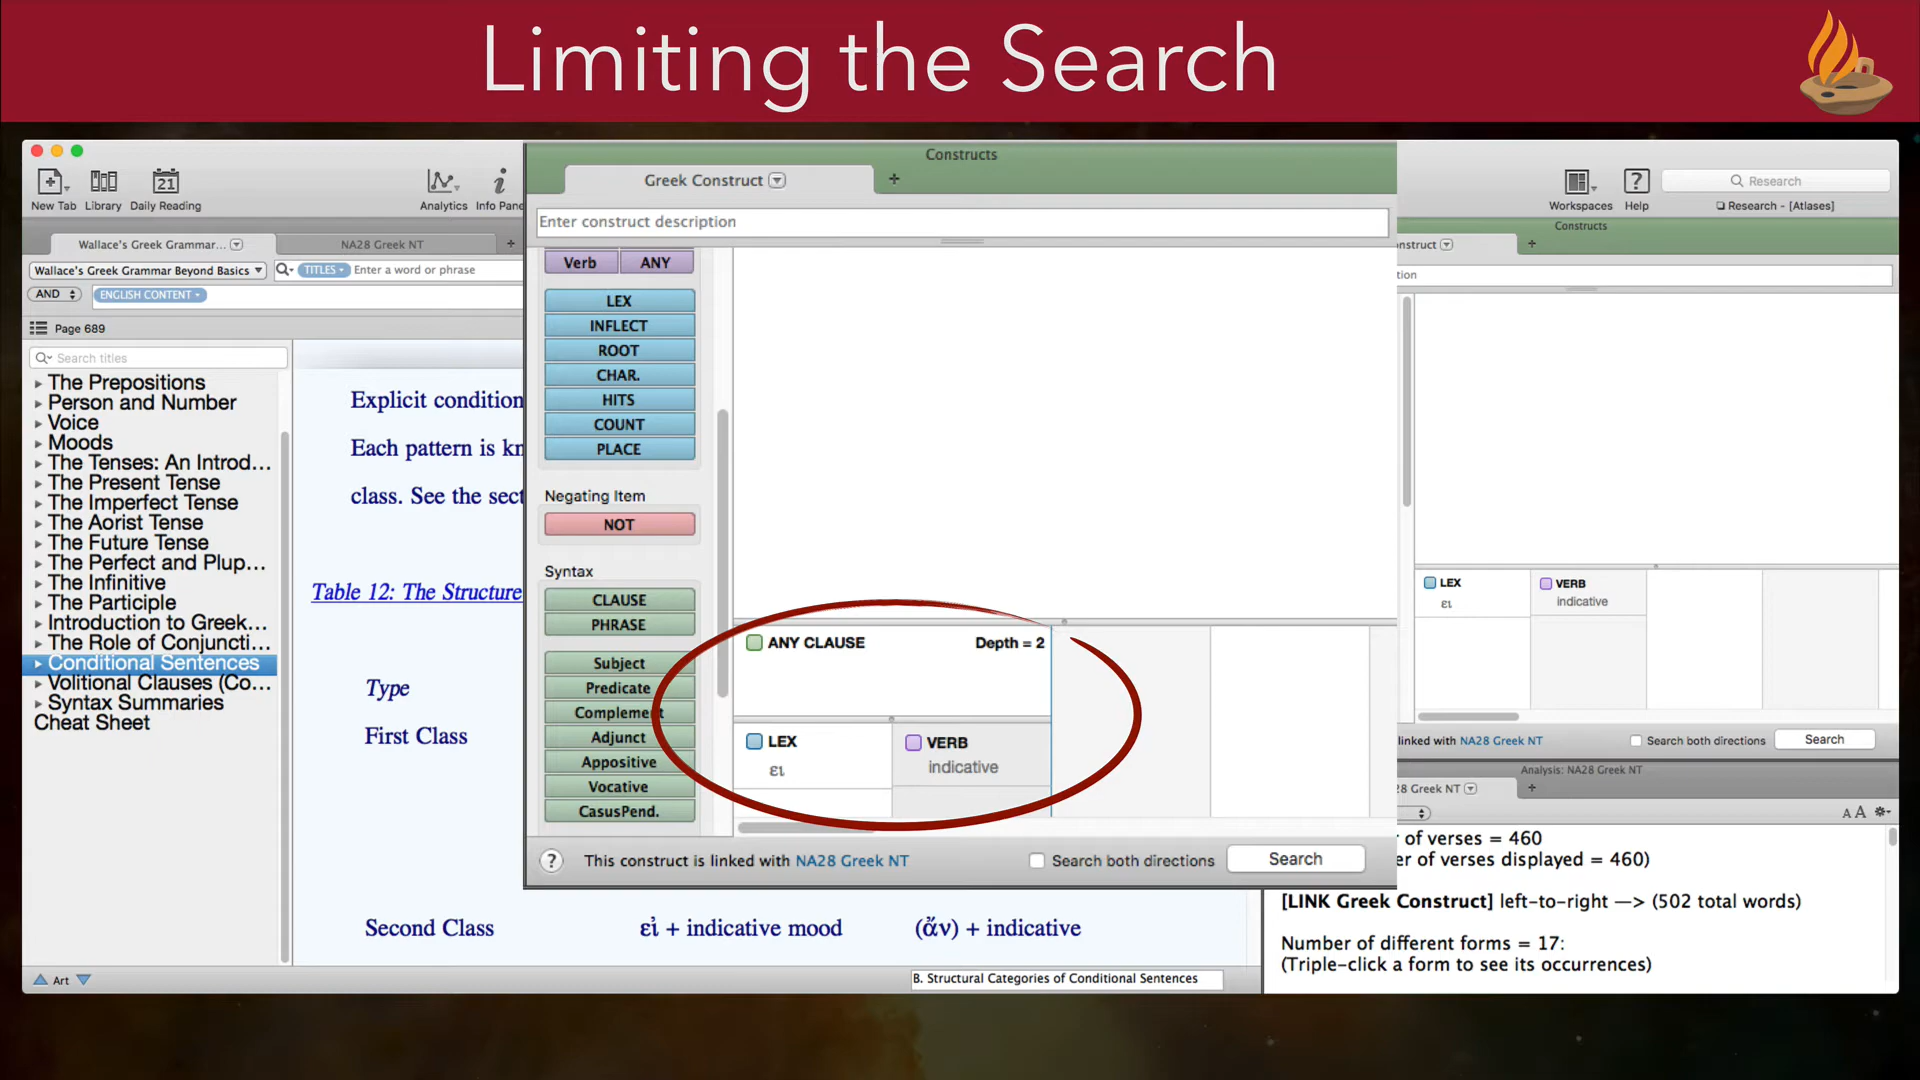 Limiting the Search
New Tab
Library
Daily Reading
21
Analytics
Info Pane
Workspaces
Help
Research
Research - [Atlases]
Wallace's Greek Grammar...
NA28 Greek NT
+
Wallace's Greek Grammar Beyond Basics
TITLES
Enter a word or phrase
AND
ENGLISH CONTENT
Page 689
Search titles
The Prepositions
Person and Number
Voice
Moods
The Tenses: An Introd...
The Present Tense
The Imperfect Tense
The Aorist Tense
The Future Tense
The Perfect and Plup...
The Infinitive
The Participle
Introduction to Greek...
The Role of Conjuncti...
Conditional Sentences
Volitional Clauses (Co...
Syntax Summaries
Cheat Sheet
Art
Explicit condition
Each pattern is kn
class. See the sect
Table 12: The Structure
Type
First Class
Second Class
εἰ + indicative mood
(ἄν) + indicative
B. Structural Categories of Conditional Sentences
Constructs
Greek Construct
+
Enter construct description
Verb
ANY
LEX
INFLECT
ROOT
CHAR.
HITS
COUNT
PLACE
Negating Item
NOT
Syntax
CLAUSE
PHRASE
Subject
Predicate
Complement
Adjunct
Appositive
Vocative
CasusPend.
ANY CLAUSE
Depth = 2
LEX
ει
VERB
indicative
?
This construct is linked with NA28 Greek NT
Search both directions
Search
Constructs
nstruct
+
tion
LEX
ει
VERB
indicative
linked with NA28 Greek NT
Search both directions
Search
Analysis: NA28 Greek NT
8 Greek NT
+
A A
of verses = 460
er of verses displayed = 460)
[LINK Greek Construct] left-to-right —> (502 total words)
Number of different forms = 17:
(Triple-click a form to see its occurrences)